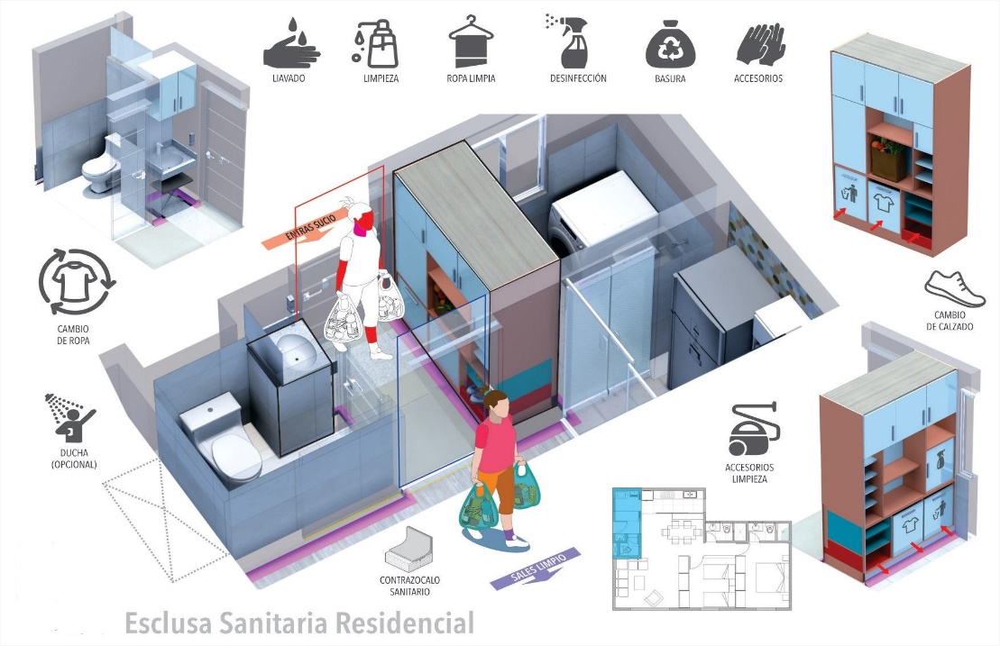 LIAVADO
LIMPIEZA
ROPA LIMPIA
DESINFECCIÓN
BASURA
ACCESORIOS
ENTRAS SUCIO
CAMBIO
DE ROPA
CAMBIO
DE CALZADO
DUCHA
(OPCIONAL)
ACCESORIOS
LIMPIEZA
CONTRAZOCALO
SANITARIO
SALES LIMPIO
Esclusa Sanitaria Residencial